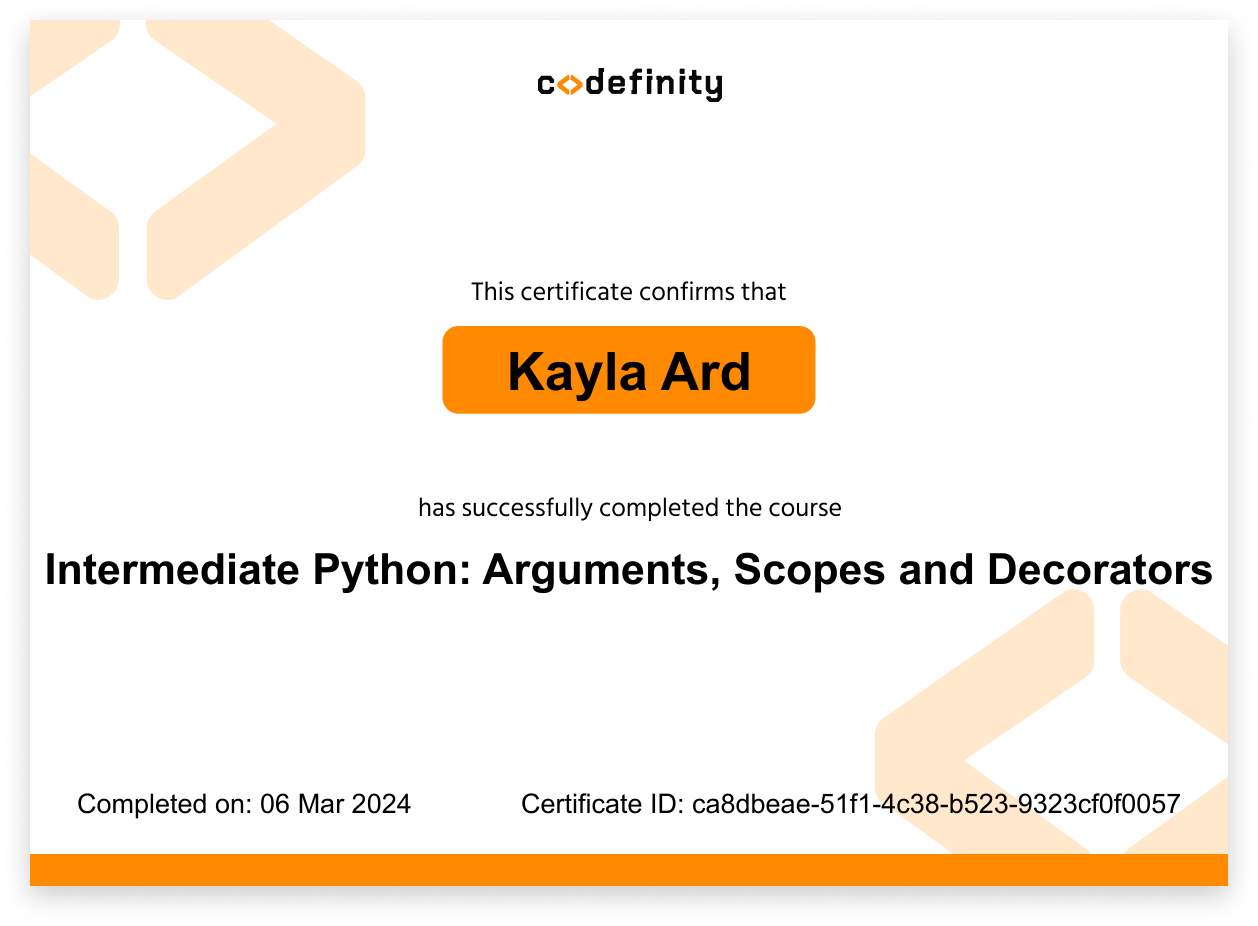 codefinity
This certificate confirms that
Kayla Ard
has successfully completed the course
Intermediate Python: Arguments, Scopes and Decorators
Completed on: 06 Mar 2024
Certificate ID: ca8dbeae-51f1-4c38-b523-9323cf0f0057